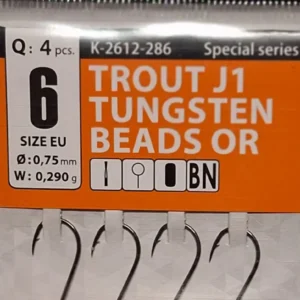 Q: 4 pcs.
K-2612-286 Special series
6
SIZE EU
Ø: 0,75 mm
W: 0,290 g
TROUT J1
TUNGSTEN
BEADS OR
BN